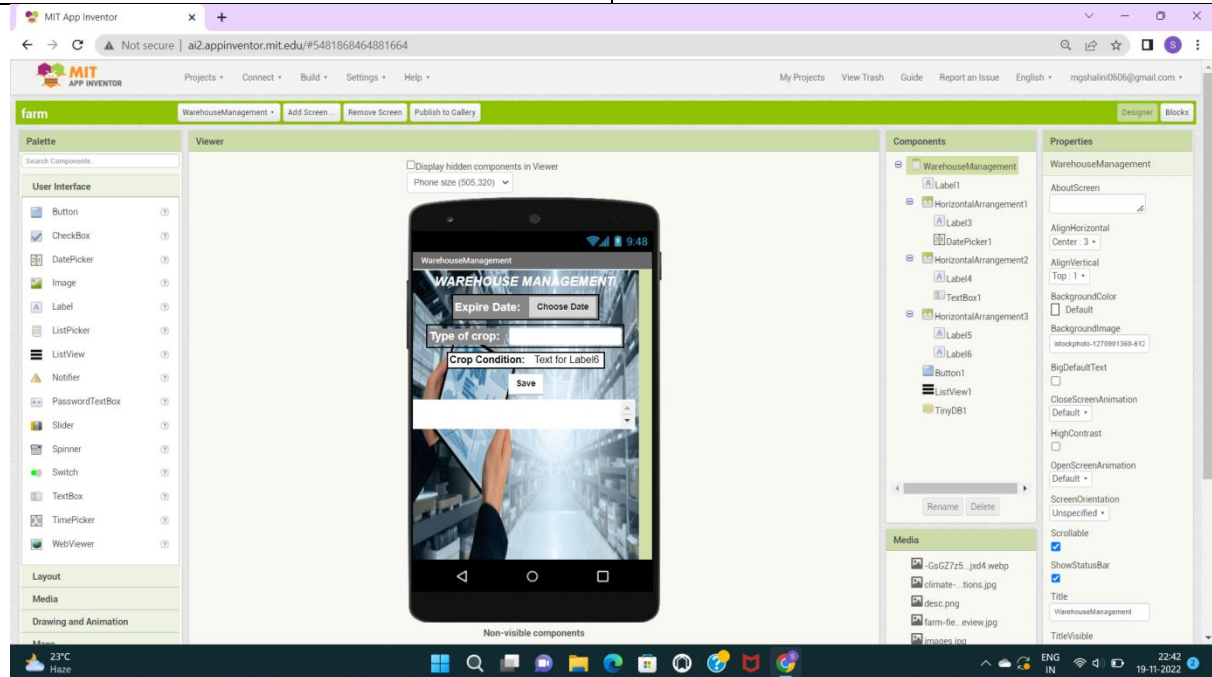 MIT App Inventor
Not secure | ai2.appinventor.mit.edu/#5481868464881664
S
MIT
APP INVENTOR
Projects Connect Build Settings Help My Projects View Trash Guide Report an Issue English mgshalini0606@gmail.com
farm WarehouseManagement Add Screen ... Remove Screen Publish to Gallery Designer Blocks
Palette
Search Components...
User Interface
Button
CheckBox
DatePicker
Image
Label
ListPicker
ListView
Notifier
PasswordTextBox
Slider
Spinner
Switch
TextBox
TimePicker
WebViewer
Layout
Media
Drawing and Animation
Maps
Viewer
Display hidden components in Viewer
Phone size (505,320)
9:48
WarehouseManagement
WAREHOUSE MANAGEMENT
Expire Date: Choose Date
Type of crop:
Crop Condition: Text for Label6
Save
Non-visible components
Components
WarehouseManagement
Label1
HorizontalArrangement1
Label3
DatePicker1
HorizontalArrangement2
Label4
TextBox1
HorizontalArrangement3
Label5
Label6
Button1
ListView1
TinyDB1
Rename Delete
Media
-GsGZ7z5...jxd4.webp
climate-...tions.jpg
desc.png
farm-fie...eview.jpg
images.jpg
Properties
WarehouseManagement
AboutScreen
AlignHorizontal
Center : 3
AlignVertical
Top : 1
BackgroundColor
Default
BackgroundImage
istockphoto-1270901360-612
BigDefaultText
CloseScreenAnimation
Default
HighContrast
OpenScreenAnimation
Default
ScreenOrientation
Unspecified
Scrollable
ShowStatusBar
Title
WarehouseManagement
TitleVisible
23°C
Haze
ENG
IN
22:42
19-11-2022
2